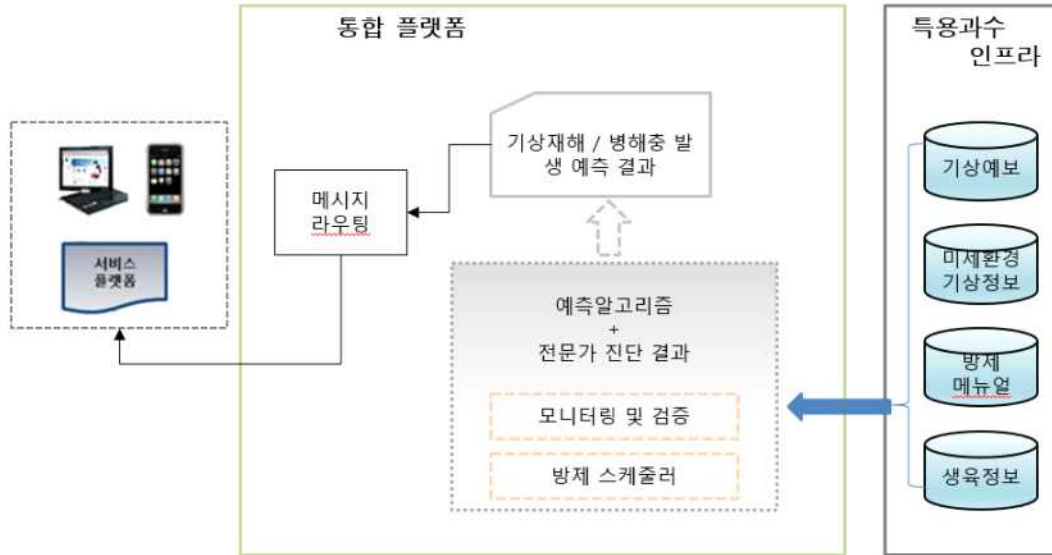 통합 플랫폼
특용과수
인프라
기상재해 / 병해충 발
생 예측 결과
메시지
라우팅
서비스
플랫폼
예측알고리즘
+
전문가 진단 결과
모니터링 및 검증
방제 스케줄러
기상예보
미세환경
기상정보
방제
메뉴얼
생육정보